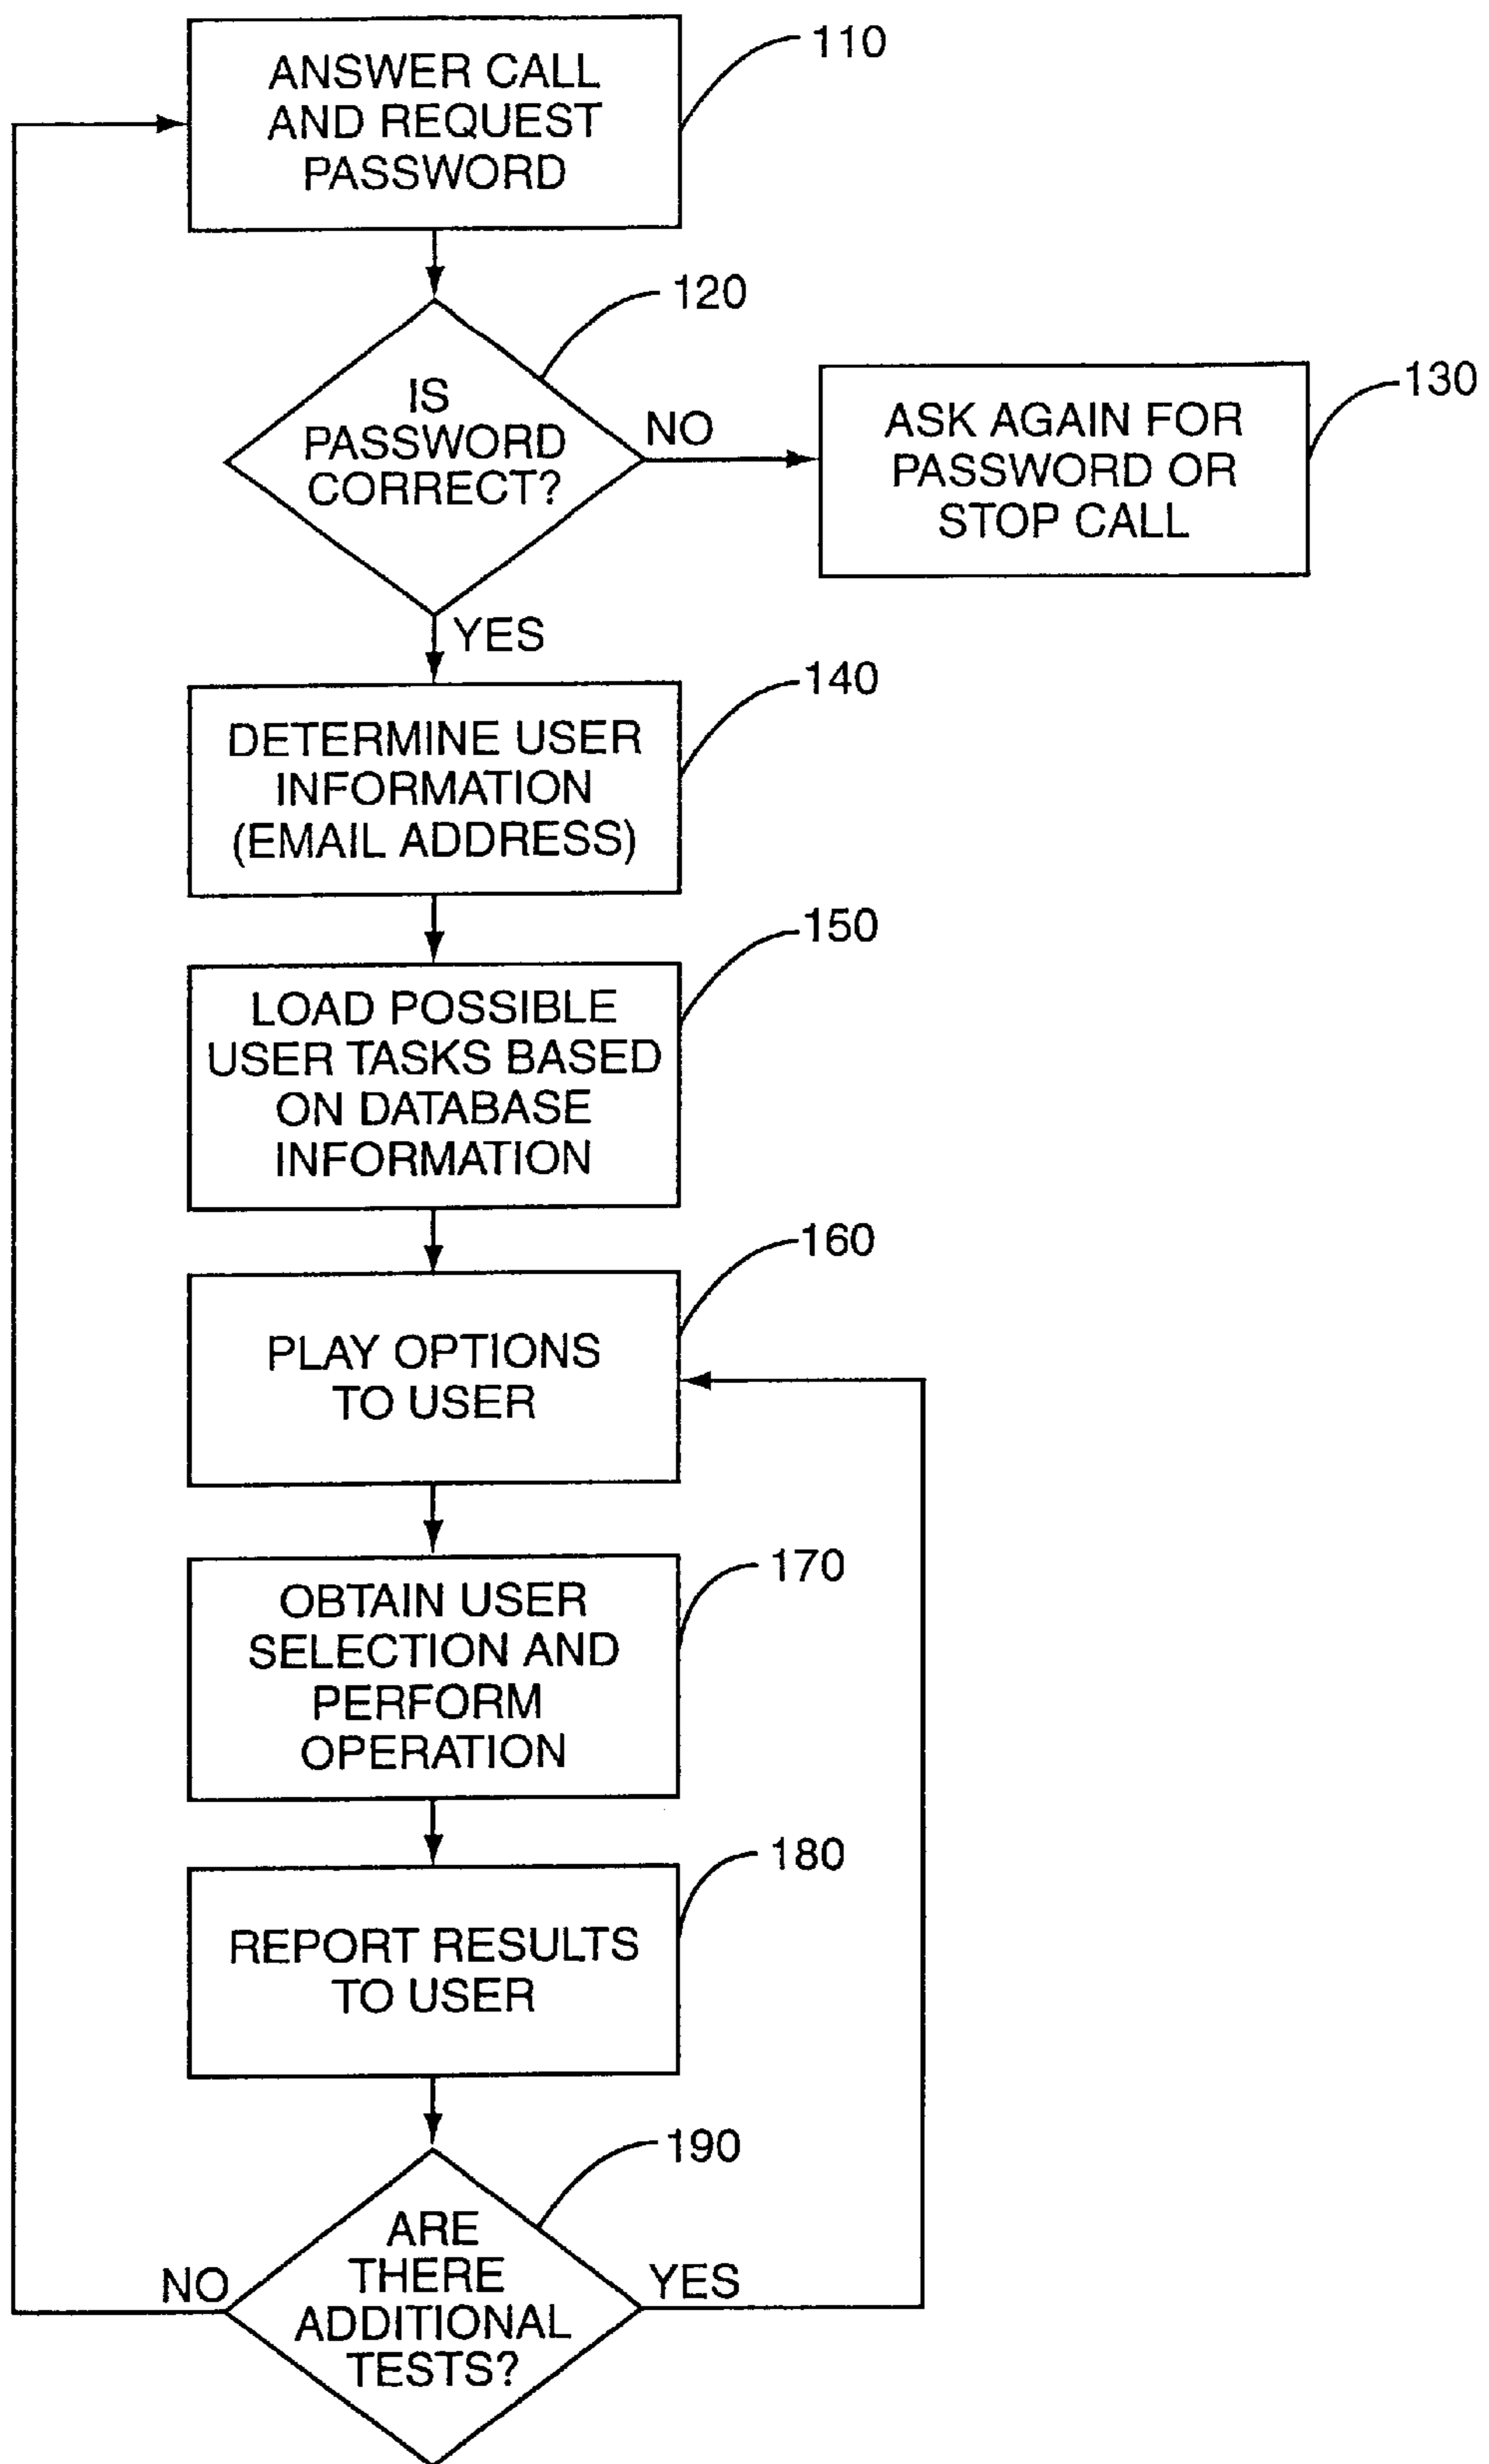 ANSWER CALL
AND REQUEST
PASSWORD
110
120
IS
PASSWORD
CORRECT?
NO
ASK AGAIN FOR
PASSWORD OR
STOP CALL
130
YES
140
DETERMINE USER
INFORMATION
(EMAIL ADDRESS)
150
LOAD POSSIBLE
USER TASKS BASED
ON DATABASE
INFORMATION
160
PLAY OPTIONS
TO USER
170
OBTAIN USER
SELECTION AND
PERFORM
OPERATION
180
REPORT RESULTS
TO USER
190
ARE
THERE
ADDITIONAL
TESTS?
NO
YES